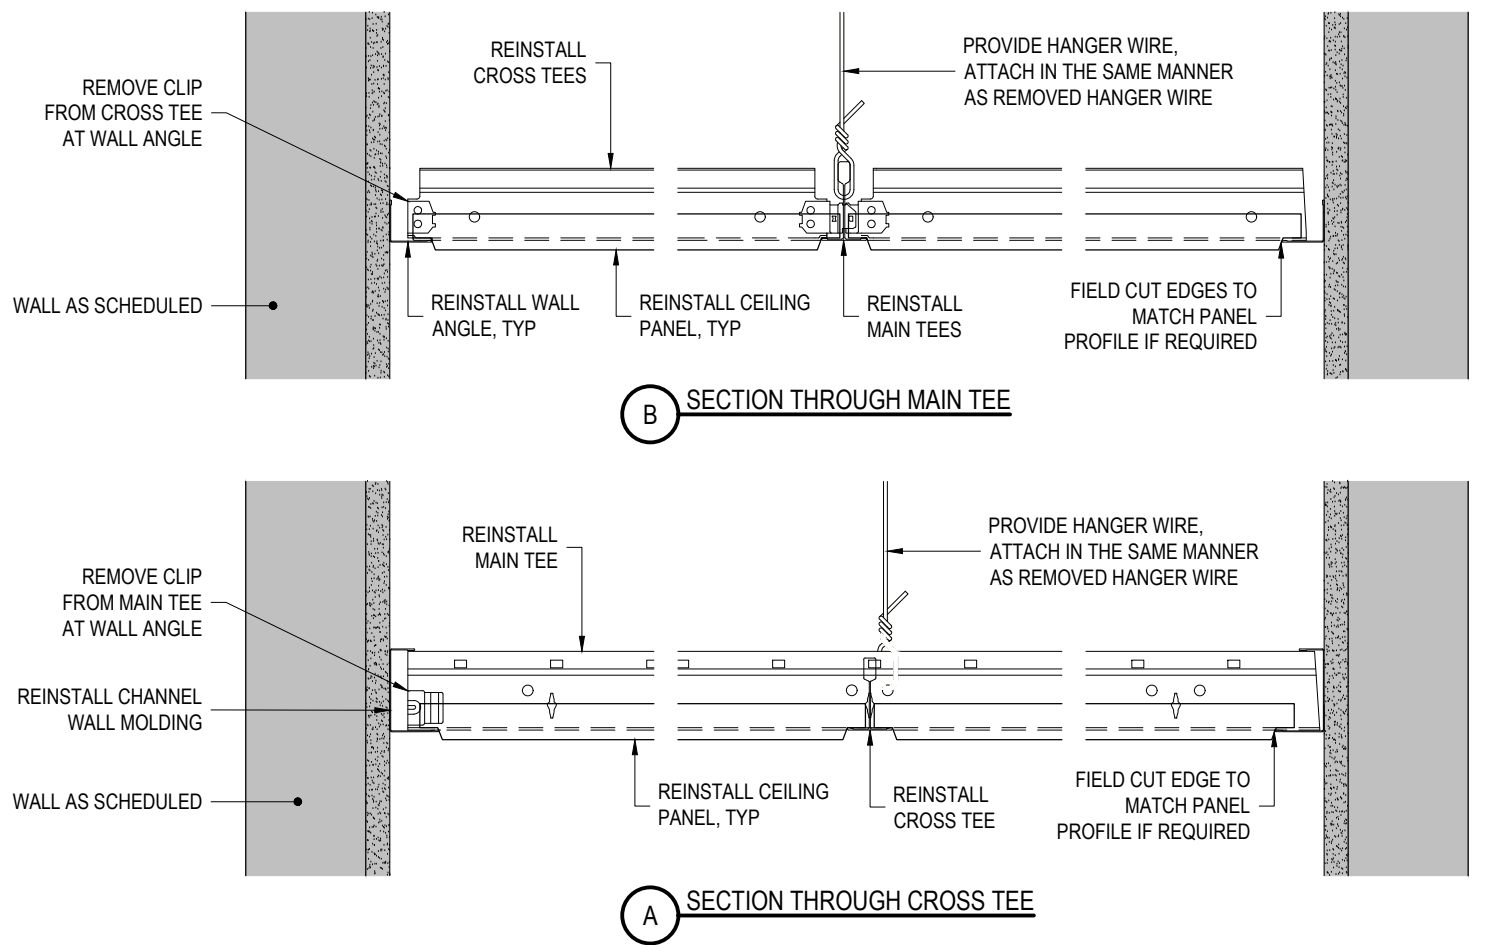 REINSTALL
CROSS TEES
PROVIDE HANGER WIRE,
ATTACH IN THE SAME MANNER
AS REMOVED HANGER WIRE
REMOVE CLIP
FROM CROSS TEE
AT WALL ANGLE
WALL AS SCHEDULED
REINSTALL WALL
ANGLE, TYP
REINSTALL CEILING
PANEL, TYP
REINSTALL
MAIN TEES
FIELD CUT EDGES TO
MATCH PANEL
PROFILE IF REQUIRED
B
SECTION THROUGH MAIN TEE
REINSTALL
MAIN TEE
PROVIDE HANGER WIRE,
ATTACH IN THE SAME MANNER
AS REMOVED HANGER WIRE
REMOVE CLIP
FROM MAIN TEE
AT WALL ANGLE
REINSTALL CHANNEL
WALL MOLDING
WALL AS SCHEDULED
REINSTALL CEILING
PANEL, TYP
REINSTALL
CROSS TEE
FIELD CUT EDGE TO
MATCH PANEL
PROFILE IF REQUIRED
A
SECTION THROUGH CROSS TEE